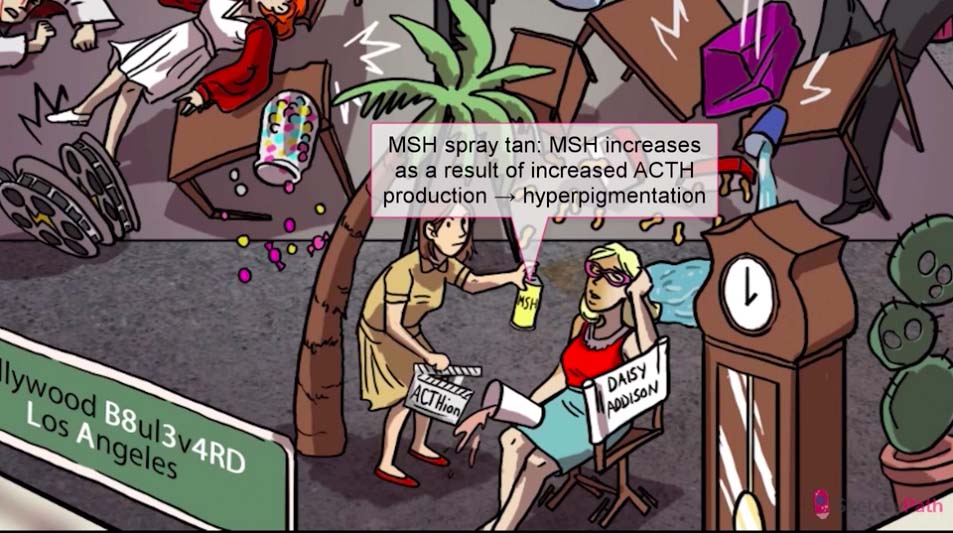 MSH spray tan: MSH increases
as a result of increased ACTH
production → hyperpigmentation
MSH
ACTHion
DAISY
ADDISON
llywood B8ul3v4RD
Los Angeles
Path